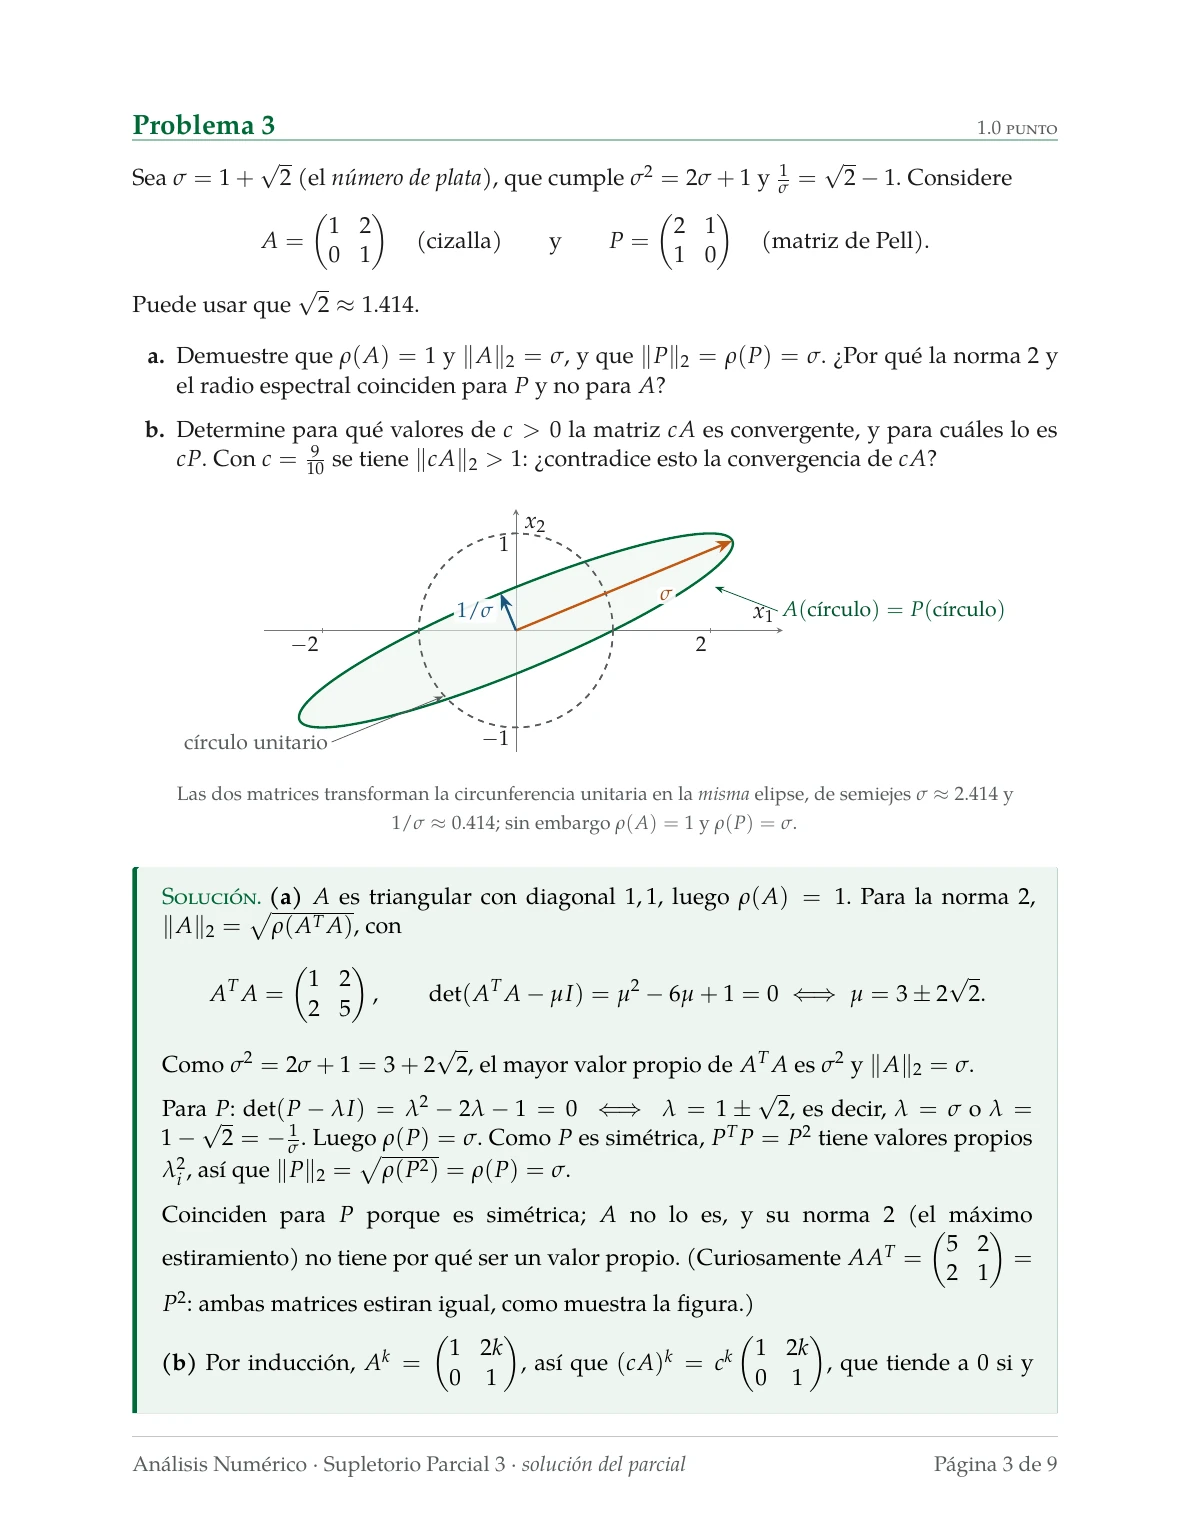 Problema 3 1.0 PUNTO
Sea σ = 1 + √2 (el número de plata), que cumple σ² = 2σ + 1 y 1/σ = √2 − 1. Considere
A = (1 2; 0 1) (cizalla) y P = (2 1; 1 0) (matriz de Pell).
Puede usar que √2 ≈ 1.414.
a. Demuestre que ρ(A) = 1 y ‖A‖₂ = σ, y que ‖P‖₂ = ρ(P) = σ. ¿Por qué la norma 2 y
el radio espectral coinciden para P y no para A?
b. Determine para qué valores de c > 0 la matriz cA es convergente, y para cuáles lo es
cP. Con c = 9/10 se tiene ‖cA‖₂ > 1: ¿contradice esto la convergencia de cA?
x₂
1
1/σ
σ
x₁
A(círculo) = P(círculo)
−2
2
círculo unitario
−1
Las dos matrices transforman la circunferencia unitaria en la misma elipse, de semiejes σ ≈ 2.414 y
1/σ ≈ 0.414; sin embargo ρ(A) = 1 y ρ(P) = σ.
SOLUCIÓN. (a) A es triangular con diagonal 1, 1, luego ρ(A) = 1. Para la norma 2,
‖A‖₂ = √ρ(AᵀA), con
AᵀA = (1 2; 2 5), det(AᵀA − μI) = μ² − 6μ + 1 = 0 ⟺ μ = 3 ± 2√2.
Como σ² = 2σ + 1 = 3 + 2√2, el mayor valor propio de AᵀA es σ² y ‖A‖₂ = σ.
Para P: det(P − λI) = λ² − 2λ − 1 = 0 ⟺ λ = 1 ± √2, es decir, λ = σ o λ =
1 − √2 = −1/σ. Luego ρ(P) = σ. Como P es simétrica, PᵀP = P² tiene valores propios
λᵢ², así que ‖P‖₂ = √ρ(P²) = ρ(P) = σ.
Coinciden para P porque es simétrica; A no lo es, y su norma 2 (el máximo
estiramiento) no tiene por qué ser un valor propio. (Curiosamente AAᵀ = (5 2; 2 1) =
P²: ambas matrices estiran igual, como muestra la figura.)
(b) Por inducción, Aᵏ = (1 2k; 0 1), así que (cA)ᵏ = cᵏ (1 2k; 0 1), que tiende a 0 si y
Análisis Numérico · Supletorio Parcial 3 · solución del parcial Página 3 de 9